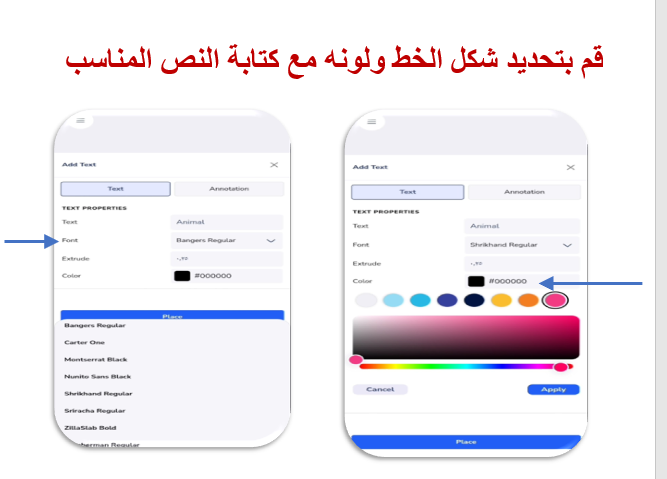 قم بتحديد شكل الخط ولونه مع كتابة النص المناسب
Add Text
Text
Annotation
TEXT PROPERTIES
Text
Animal
Font
Bangers Regular
Extrude
٠,٢٥
Color
#000000
Place
Bangers Regular
Carter One
Montserrat Black
Nunito Sans Black
Shrikhand Regular
Sriracha Regular
ZillaSlab Bold
Add Text
Text
Annotation
TEXT PROPERTIES
Text
Animal
Font
Shrikhand Regular
Extrude
٠,٢٥
Color
#000000
Cancel
Apply
Place